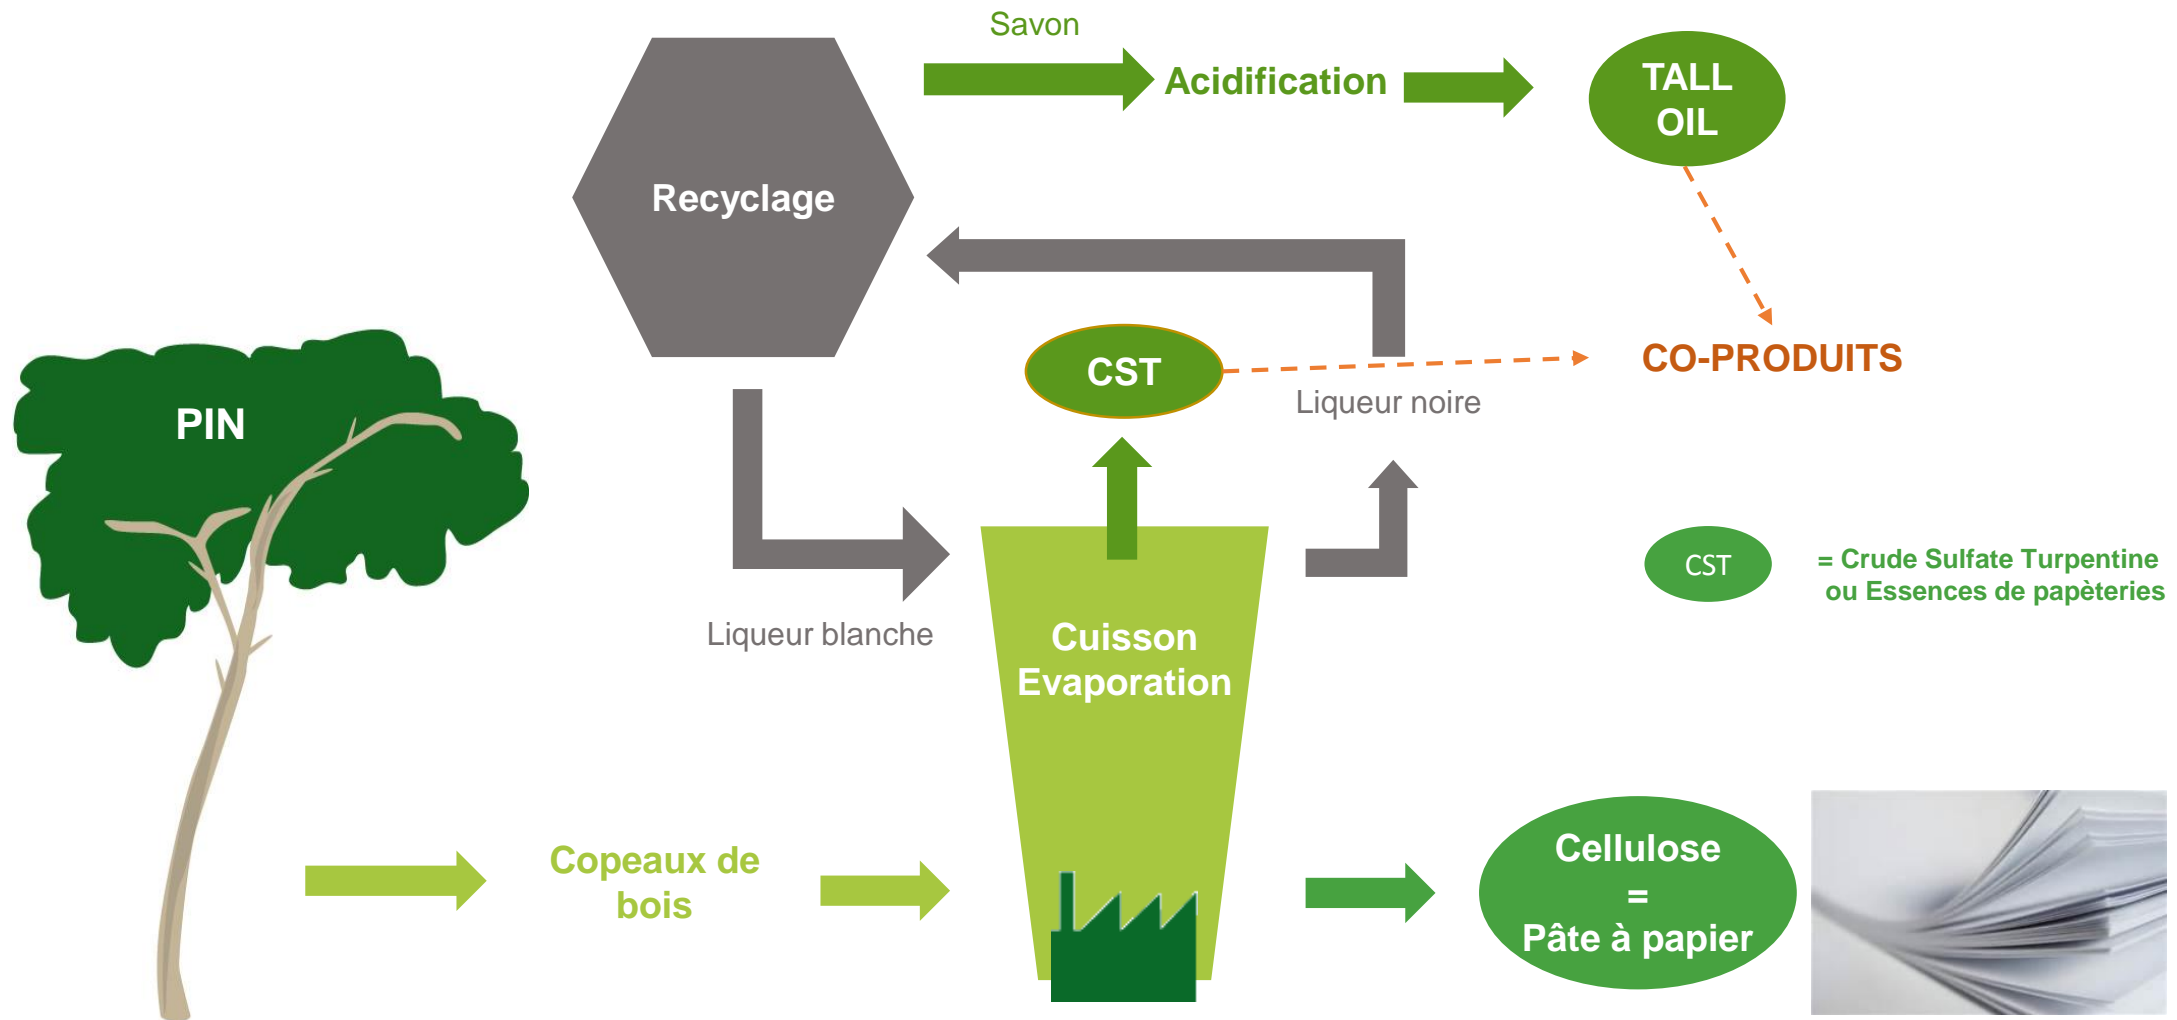 Savon
Acidification
TALL
OIL
Recyclage
CST
CO-PRODUITS
Liqueur noire
PIN
CST
= Crude Sulfate Turpentine
ou Essences de papèteries
Liqueur blanche
Cuisson
Evaporation
Copeaux de
bois
Cellulose
=
Pâte à papier